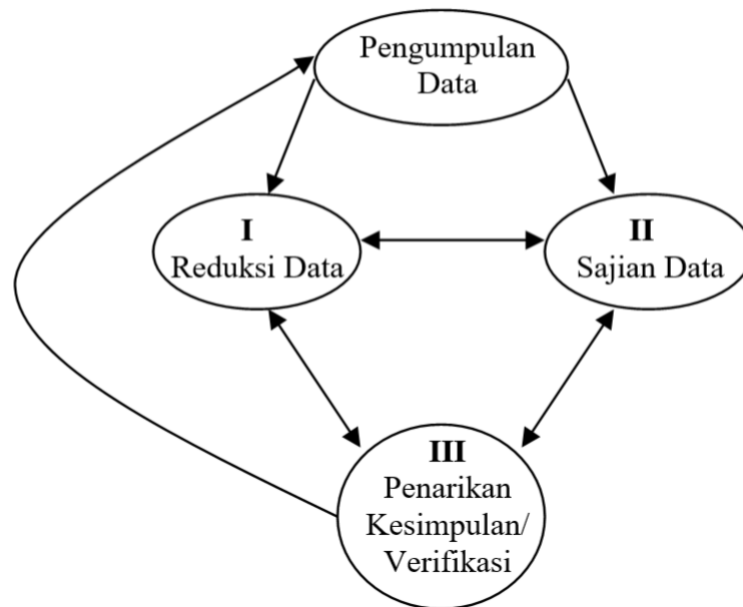 Pengumpulan
Data
I
Reduksi Data
II
Sajian Data
III
Penarikan
Kesimpulan/
Verifikasi